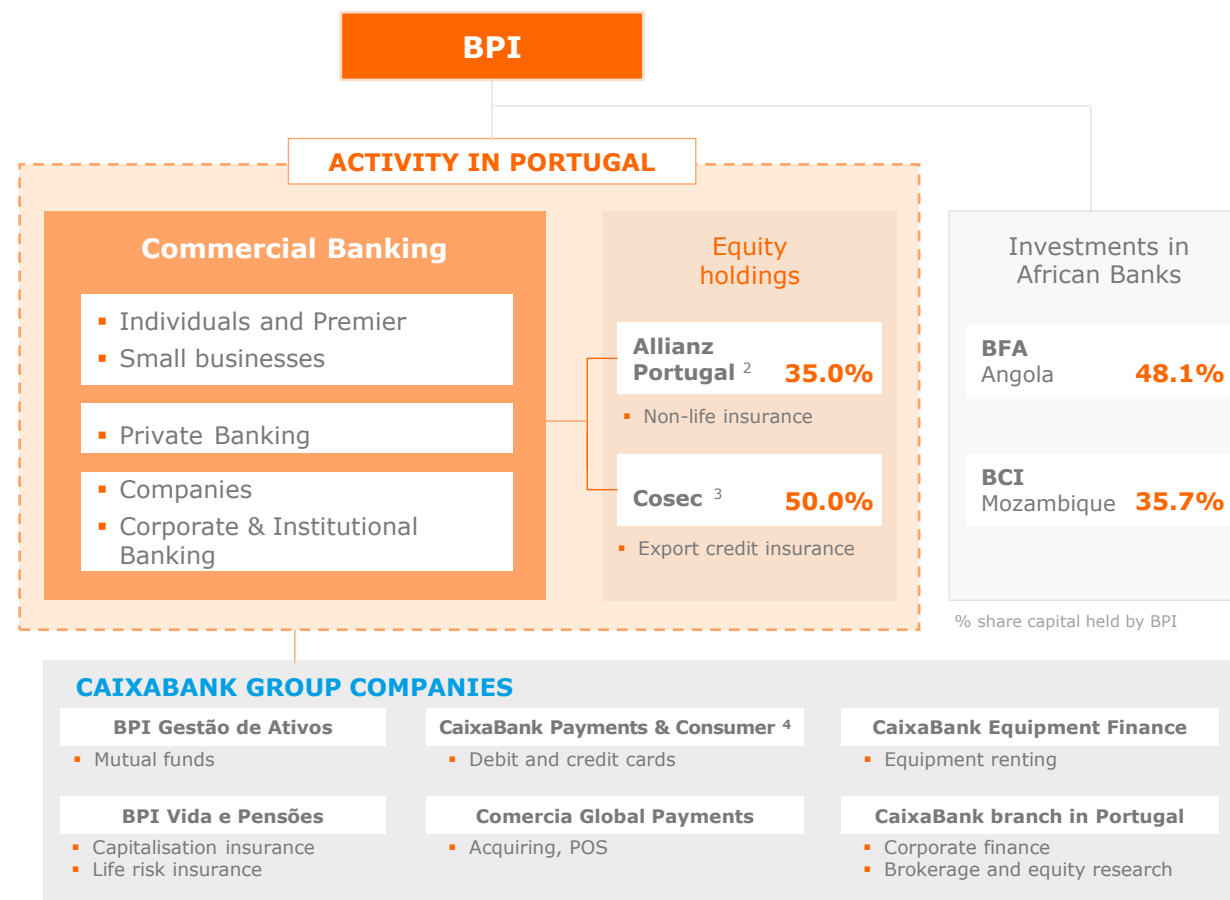 BPI
ACTIVITY IN PORTUGAL
Commercial Banking
▪ Individuals and Premier
▪ Small businesses
▪ Private Banking
▪ Companies
▪ Corporate & Institutional
Banking
Equity
holdings
Allianz
Portugal ² 35.0%
▪ Non-life insurance
Cosec ³ 50.0%
▪ Export credit insurance
Investments in
African Banks
BFA
Angola 48.1%
BCI
Mozambique 35.7%
% share capital held by BPI
CAIXABANK GROUP COMPANIES
BPI Gestão de Ativos
▪ Mutual funds
CaixaBank Payments & Consumer ⁴
▪ Debit and credit cards
CaixaBank Equipment Finance
▪ Equipment renting
BPI Vida e Pensões
▪ Capitalisation insurance
▪ Life risk insurance
Comercia Global Payments
▪ Acquiring, POS
CaixaBank branch in Portugal
▪ Corporate finance
▪ Brokerage and equity research